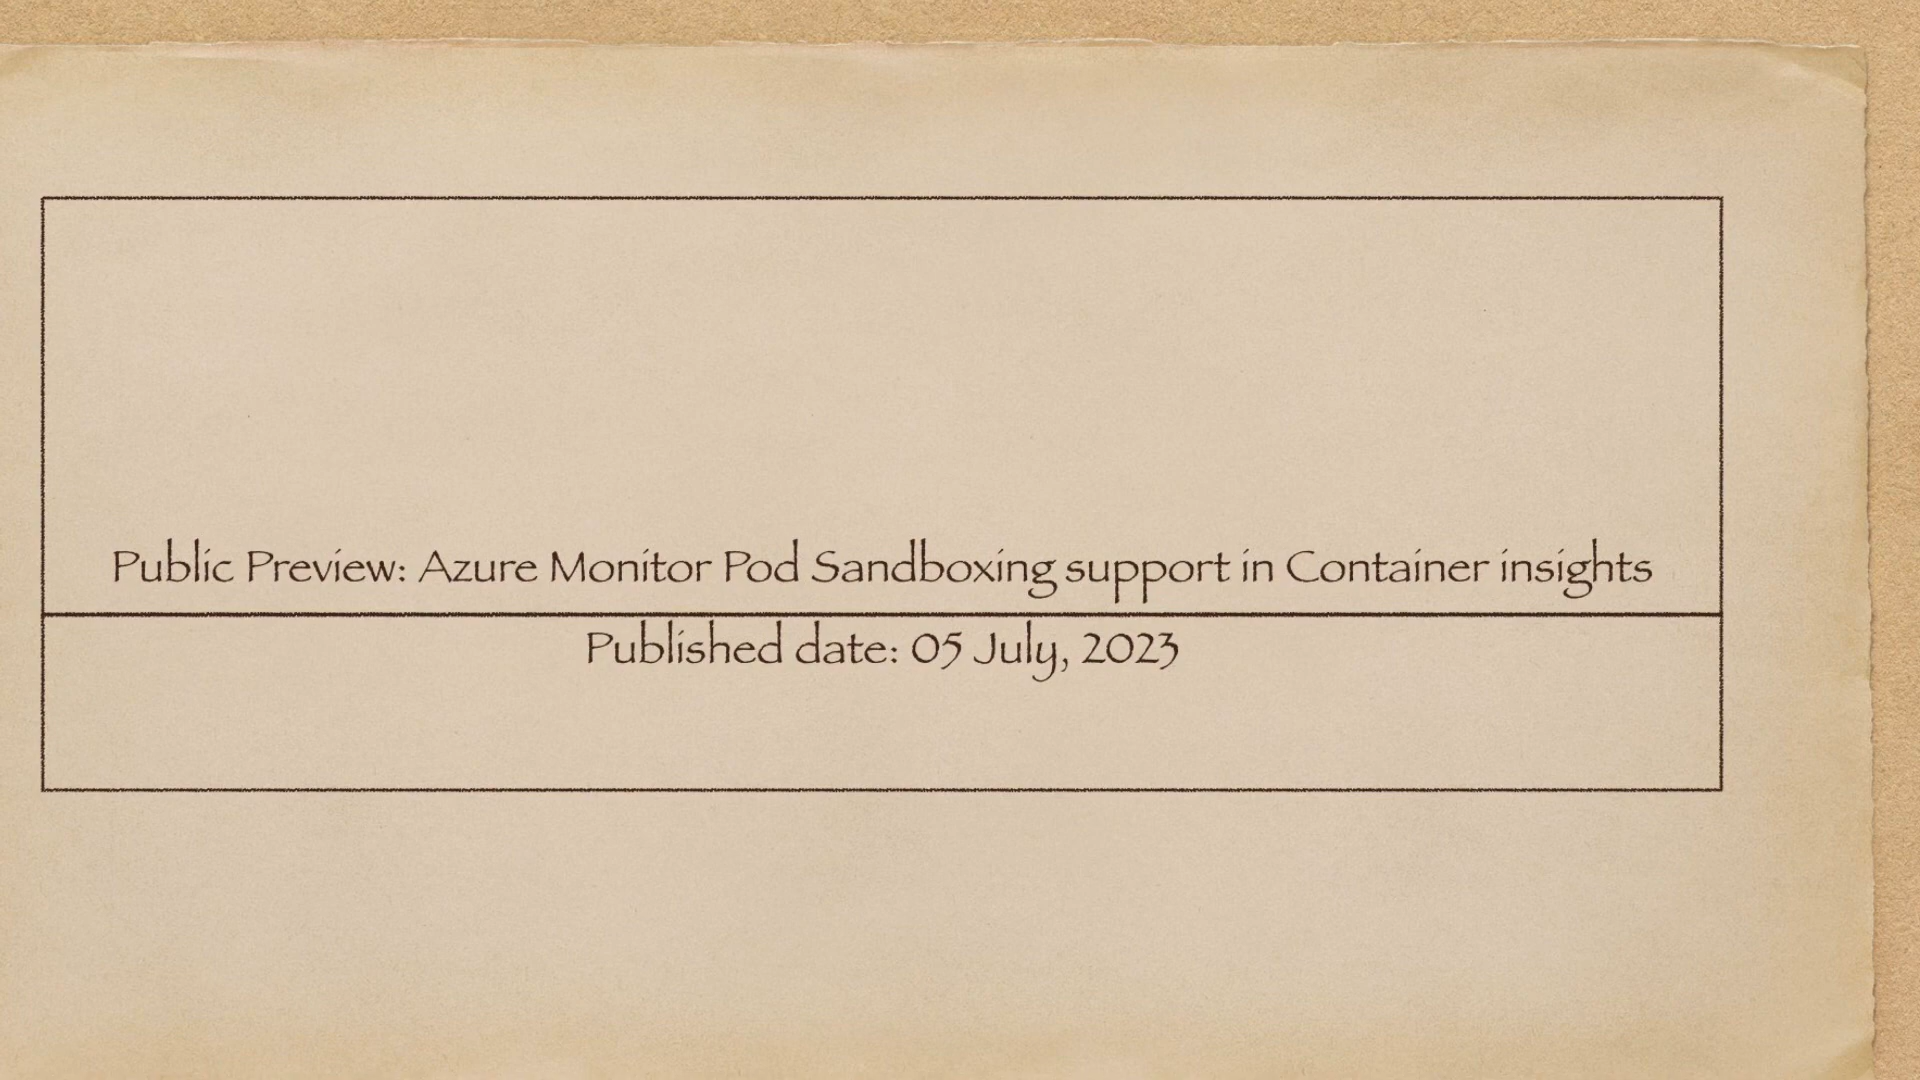 Public Preview: Azure Monitor Pod Sandboxing support in Container insights
Published date: 05 July, 2023